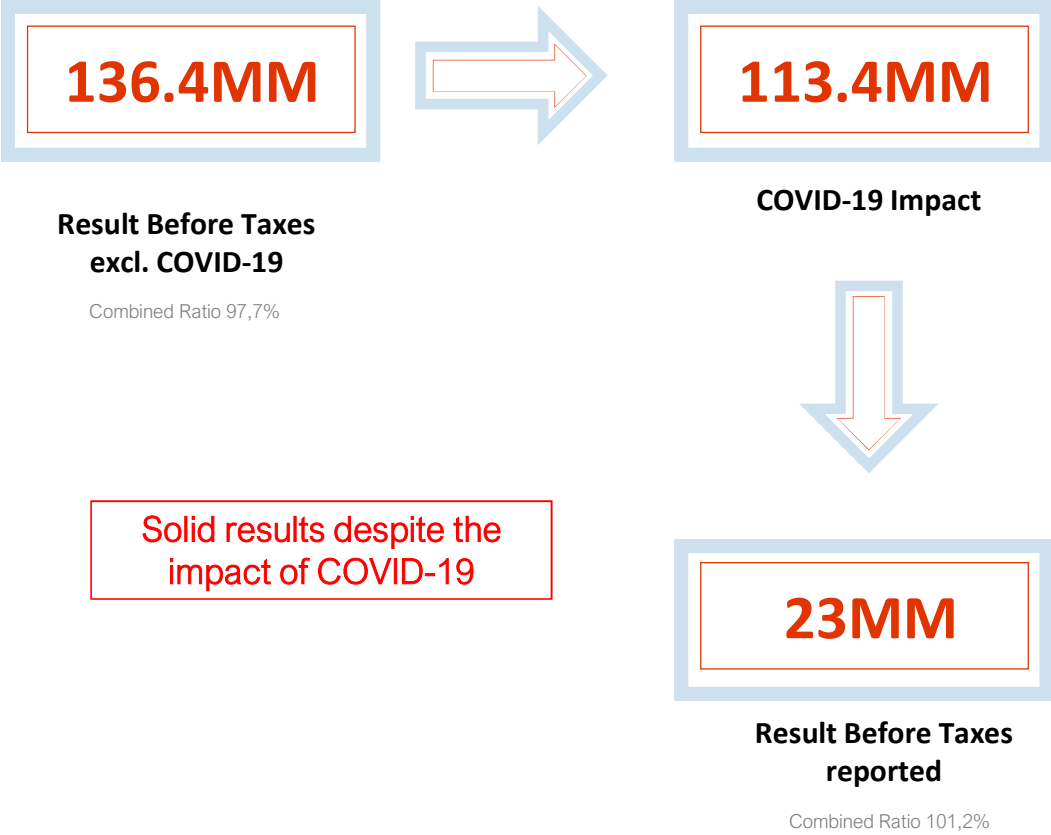 136.4MM
Result Before Taxes
excl. COVID-19
Combined Ratio 97,7%
113.4MM
COVID-19 Impact
Solid results despite the
impact of COVID-19
23MM
Result Before Taxes
reported
Combined Ratio 101,2%